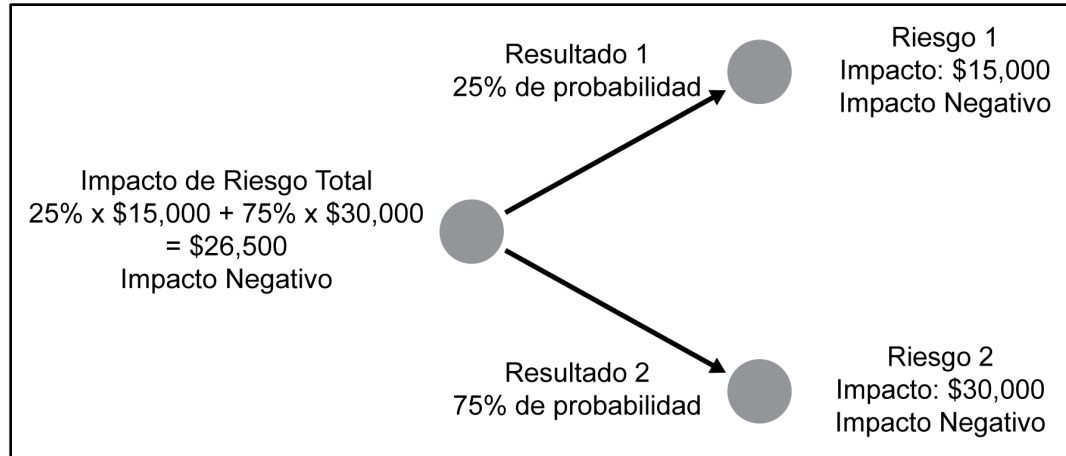 Resultado 1
25% de probabilidad
Riesgo 1
Impacto: $15,000
Impacto Negativo
Impacto de Riesgo Total
25% x $15,000 + 75% x $30,000
= $26,500
Impacto Negativo
Resultado 2
75% de probabilidad
Riesgo 2
Impacto: $30,000
Impacto Negativo